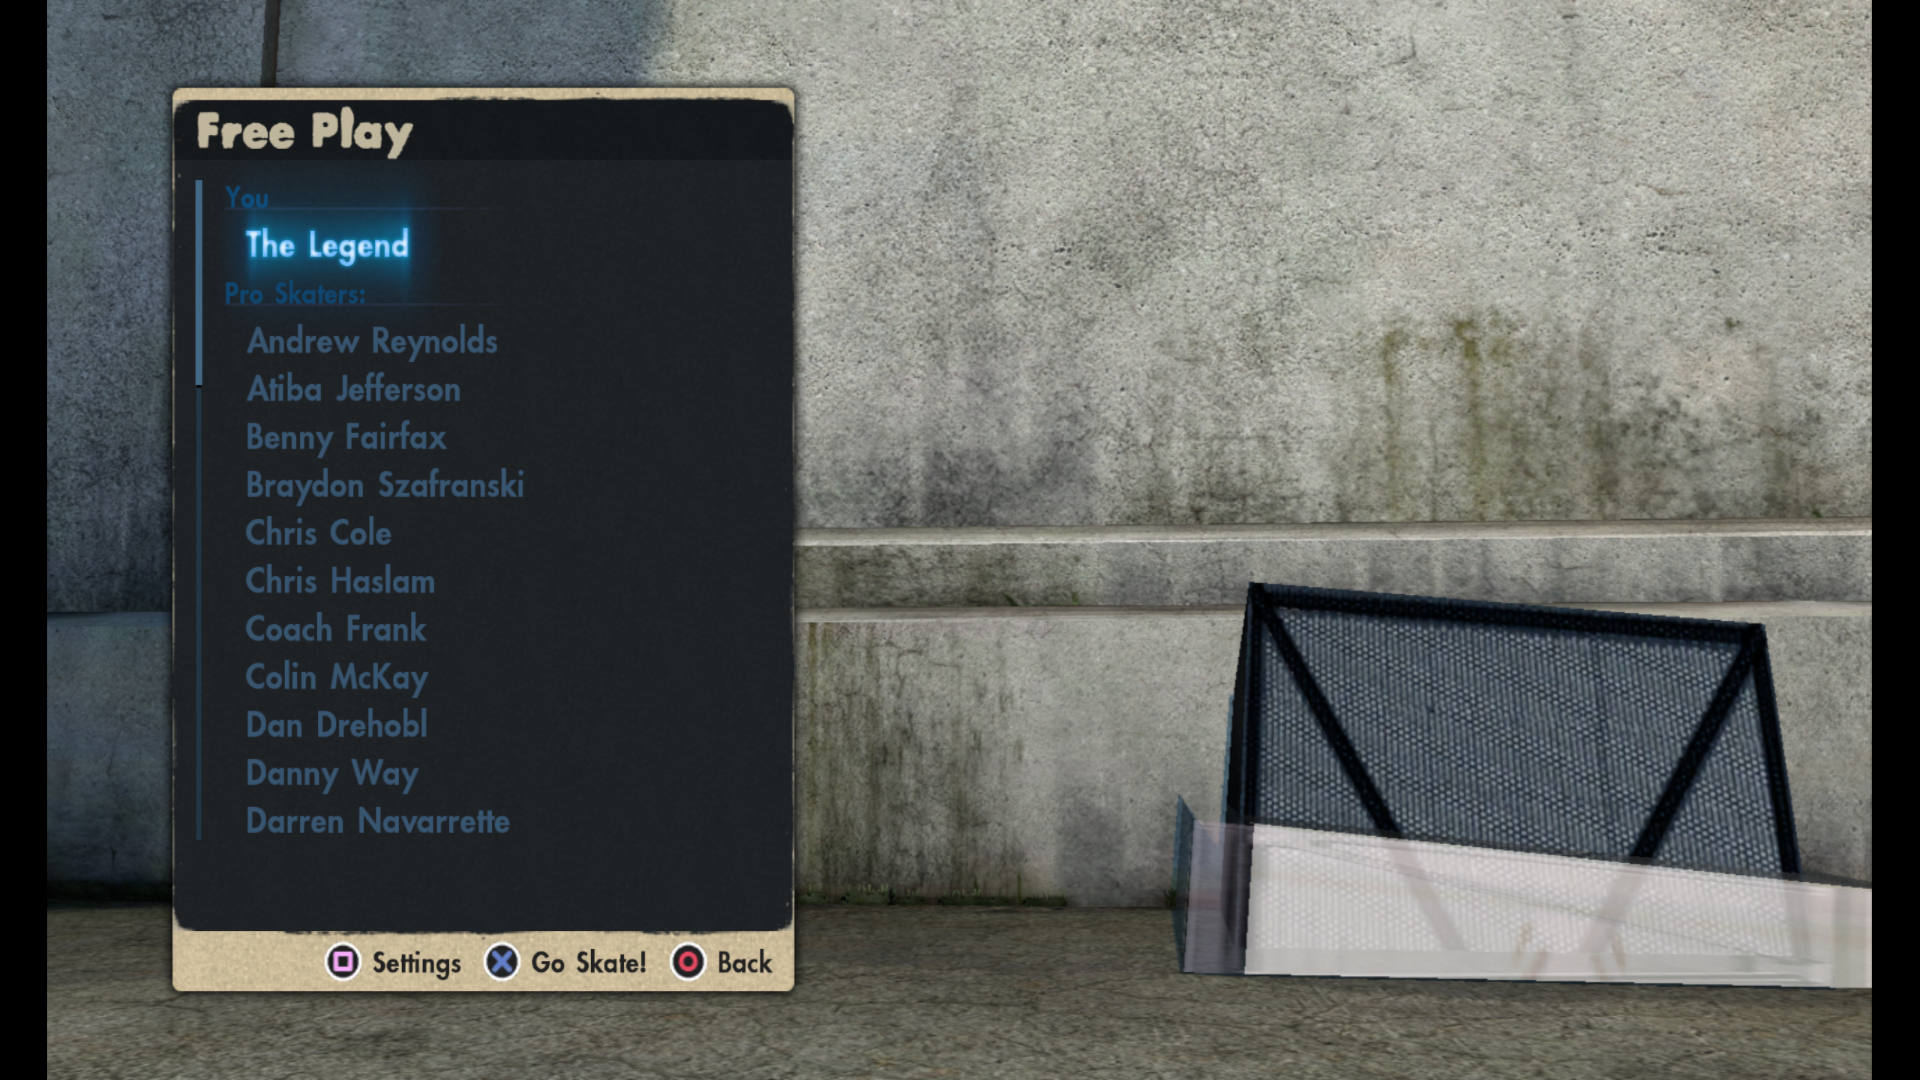 Free Play
You
The Legend
Pro Skaters:
Andrew Reynolds
Atiba Jefferson
Benny Fairfax
Braydon Szafranski
Chris Cole
Chris Haslam
Coach Frank
Colin McKay
Dan Drehobl
Danny Way
Darren Navarrette
Settings Go Skate! Back